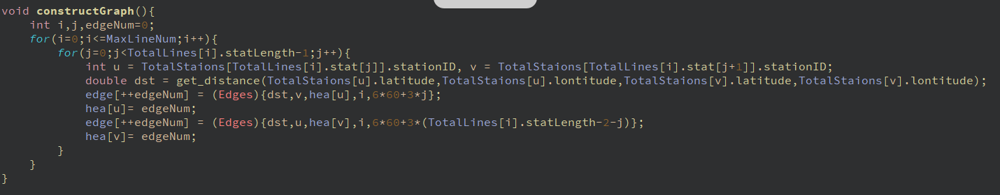 void constructGraph(){
    int i,j,edgeNum=0;
    for(i=0;i<=MaxLineNum;i++){
        for(j=0;j<TotalLines[i].statLength-1;j++){
            int u = TotalStaions[TotalLines[i].stat[j]].stationID, v = TotalStaions[TotalLines[i].stat[j+1]].stationID;
            double dst = get_distance(TotalStaions[u].latitude,TotalStaions[u].lontitude,TotalStaions[v].latitude,TotalStaions[v].lontitude);
            edge[++edgeNum] = (Edges){dst,v,hea[u],i,6*60+3*j};
            hea[u]= edgeNum;
            edge[++edgeNum] = (Edges){dst,u,hea[v],i,6*60+3*(TotalLines[i].statLength-2-j)};
            hea[v]= edgeNum;
        }
    }
}